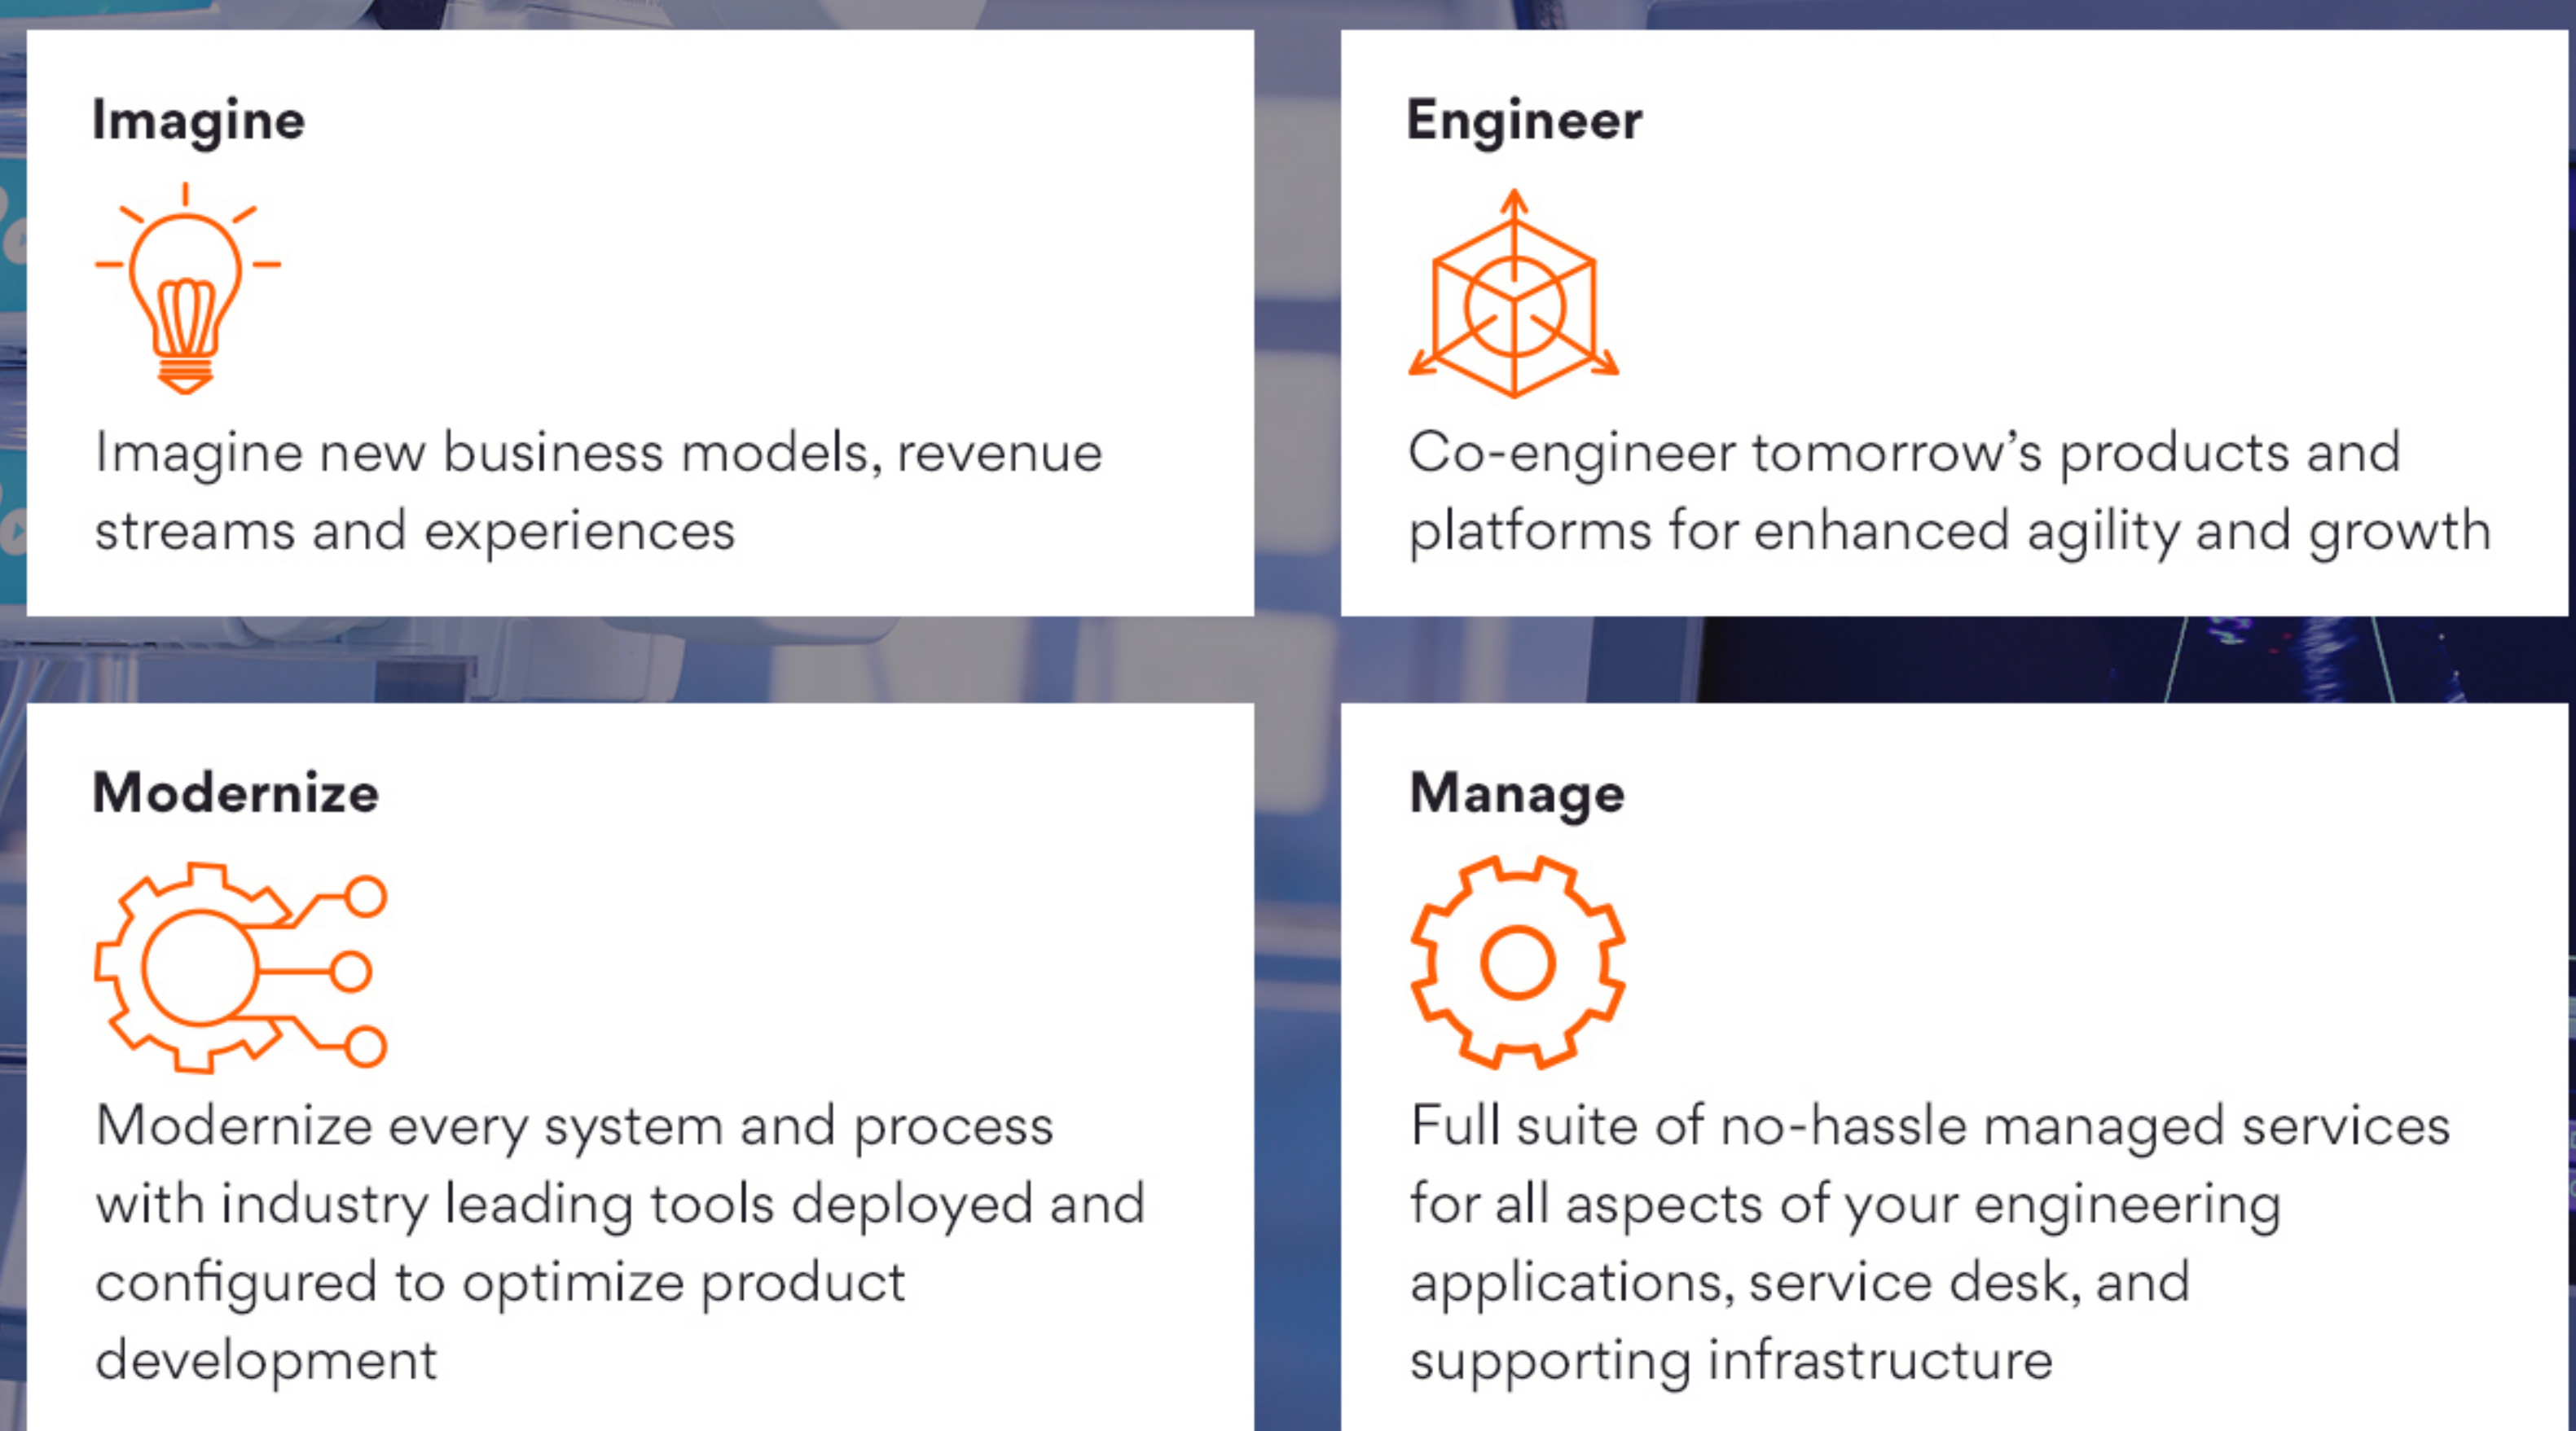 Imagine
Imagine new business models, revenue
streams and experiences
Engineer
Co-engineer tomorrow’s products and
platforms for enhanced agility and growth
Modernize
Modernize every system and process
with industry leading tools deployed and
configured to optimize product
development
Manage
Full suite of no-hassle managed services
for all aspects of your engineering
applications, service desk, and
supporting infrastructure